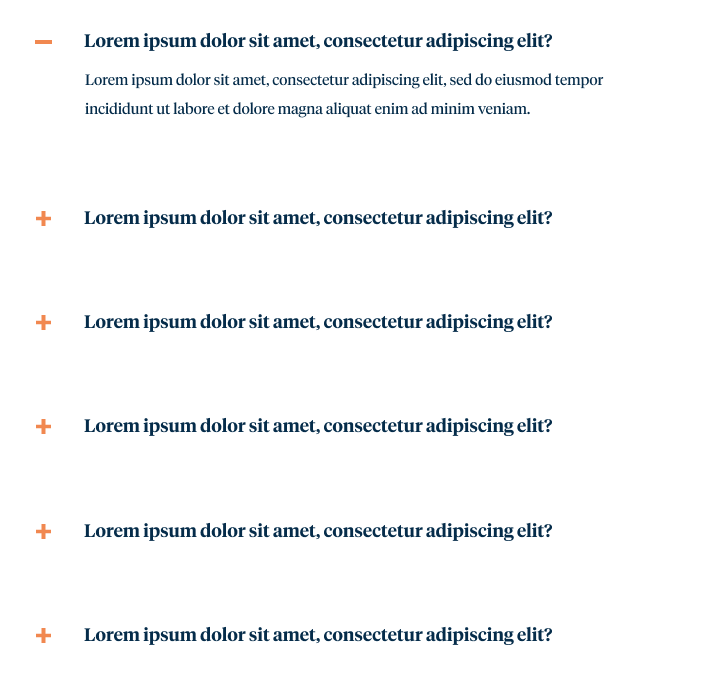 Lorem ipsum dolor sit amet, consectetur adipiscing elit?
Lorem ipsum dolor sit amet, consectetur adipiscing elit, sed do eiusmod tempor
incididunt ut labore et dolore magna aliquat enim ad minim veniam.
Lorem ipsum dolor sit amet, consectetur adipiscing elit?
Lorem ipsum dolor sit amet, consectetur adipiscing elit?
Lorem ipsum dolor sit amet, consectetur adipiscing elit?
Lorem ipsum dolor sit amet, consectetur adipiscing elit?
Lorem ipsum dolor sit amet, consectetur adipiscing elit?